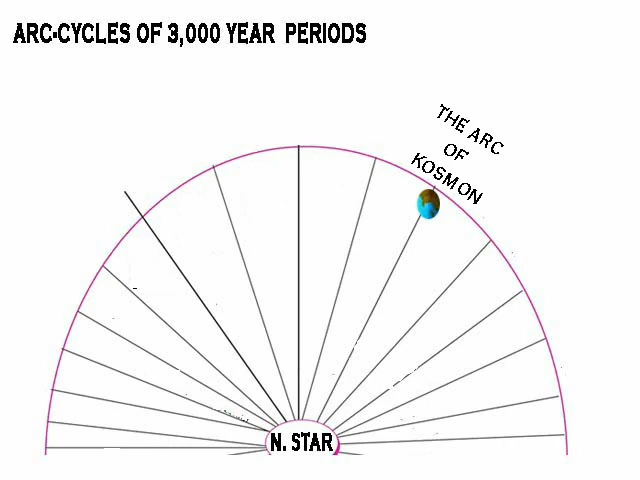 ARC-CYCLES OF 3,000 YEAR PERIODS
THE ARC
OF
KOSMON
N. STAR